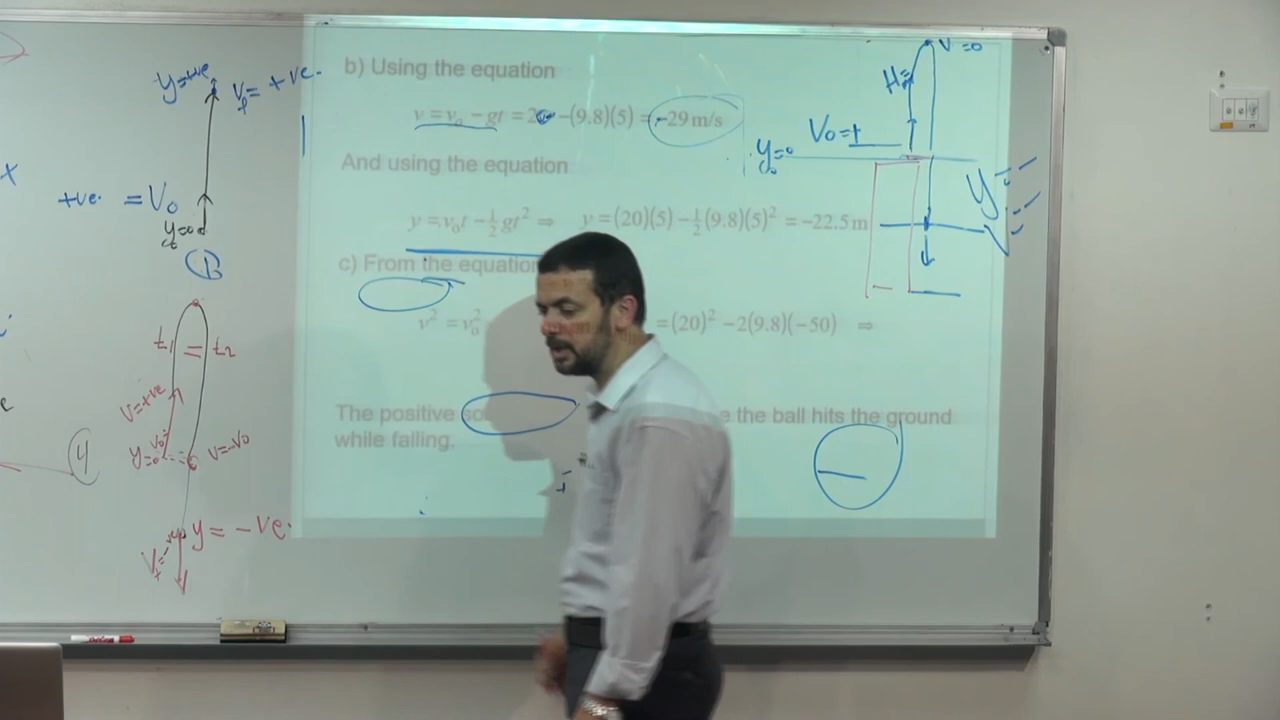 b) Using the equation
v = v₀ − gt = 20 −(9.8)(5) = −29 m/s
And using the equation
y = v₀t − ½gt² ⇒ y = (20)(5) − ½(9.8)(5)² = −22.5 m
c) From the equation
v² = v₀² = (20)² − 2(9.8)(−50) ⇒
The positive so e the ball hits the ground
while falling.
y=+ve
+ve.
+ve. = V₀
B
t₁ = t₂
V=+ve
V₀
y=0
V=-V₀
4
y = -ve.
V=0
H
V₀=+
y=0
y
x